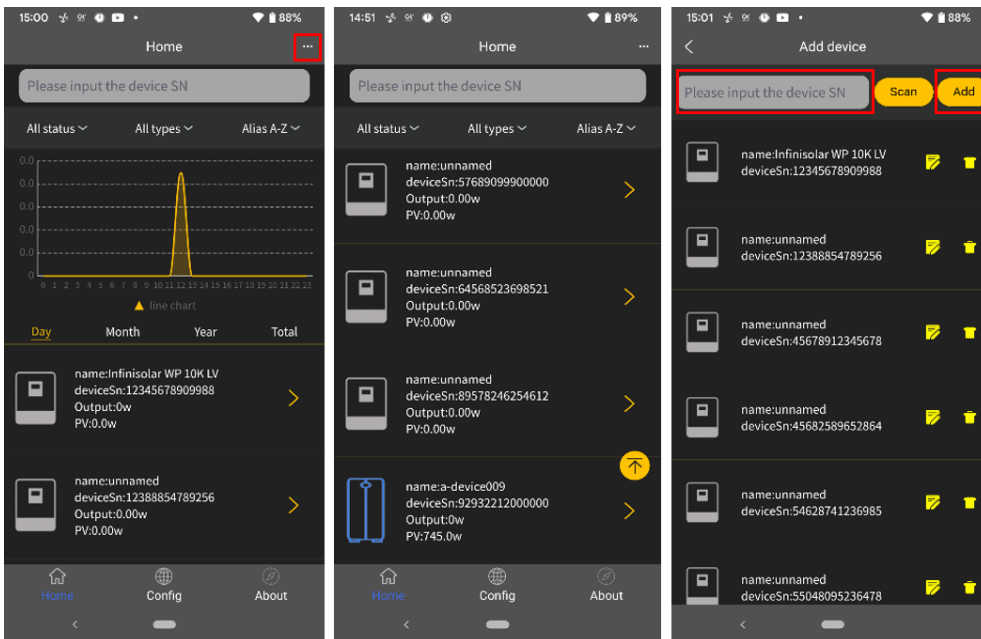 15:00
88%
Home
...
Please input the device SN
All status
All types
Alias A-Z
0.0
0.0
0.0
0.0
0.0
0
0 1 2 3 4 5 6 7 8 9 10 11 12 13 14 15 16 17 18 19 20 21 22 23
line chart
Day
Month
Year
Total
name:Infinisolar WP 10K LV
deviceSn:12345678909988
Output:0w
PV:0.0w
name:unnamed
deviceSn:12388854789256
Output:0.00w
PV:0.00w
Home
Config
About
14:51
89%
Home
...
Please input the device SN
All status
All types
Alias A-Z
name:unnamed
deviceSn:57689099900000
Output:0.00w
PV:0.00w
name:unnamed
deviceSn:64568523698521
Output:0.00w
PV:0.00w
name:unnamed
deviceSn:89578246254612
Output:0.00w
PV:0.00w
name:a-device009
deviceSn:92932212000000
Output:0w
PV:745.0w
Home
Config
About
15:01
88%
Add device
Please input the device SN
Scan
Add
name:Infinisolar WP 10K LV
deviceSn:12345678909988
name:unnamed
deviceSn:12388854789256
name:unnamed
deviceSn:45678912345678
name:unnamed
deviceSn:45682589652864
name:unnamed
deviceSn:54628741236985
name:unnamed
deviceSn:55048095236478